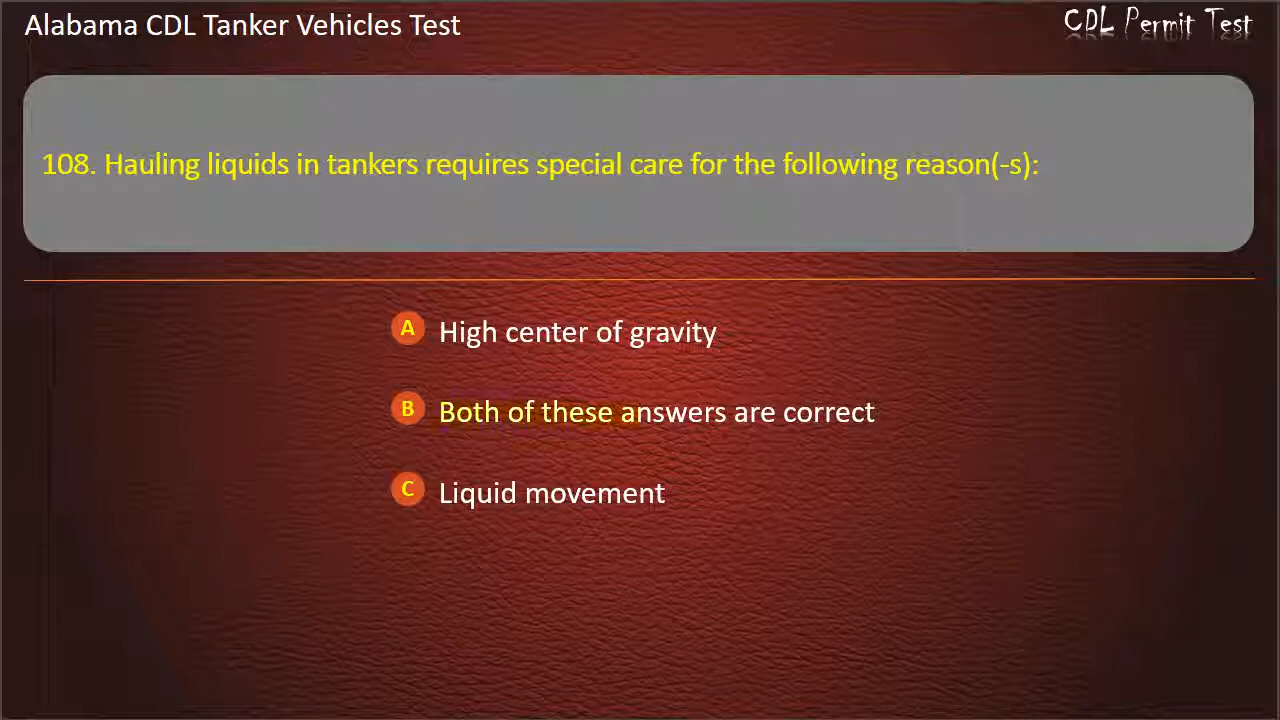 Alabama CDL Tanker Vehicles Test
CDL Permit Test
108. Hauling liquids in tankers requires special care for the following reason(-s):
A High center of gravity
B Both of these answers are correct
C Liquid movement